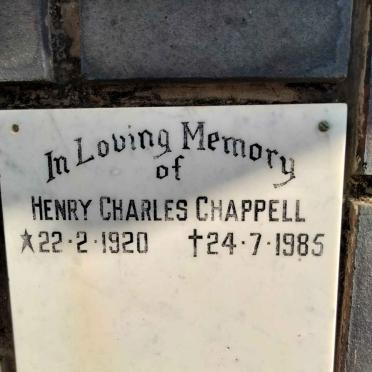 In Loving Memory
of
HENRY CHARLES CHAPPELL
★22·2·1920 †24·7·1985